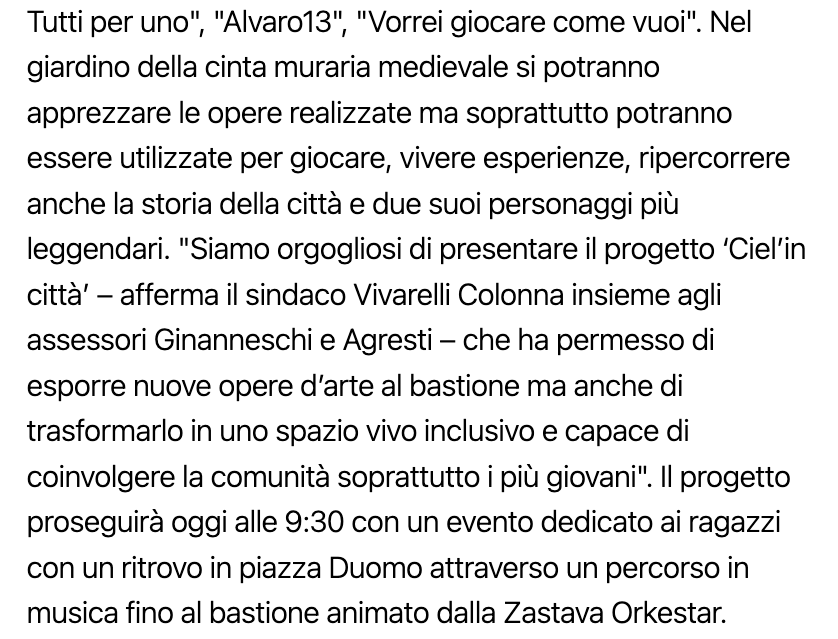 Tutti per uno", "Alvaro13", "Vorrei giocare come vuoi". Nel
giardino della cinta muraria medievale si potranno
apprezzare le opere realizzate ma soprattutto potranno
essere utilizzate per giocare, vivere esperienze, ripercorrere
anche la storia della città e due suoi personaggi più
leggendari. "Siamo orgogliosi di presentare il progetto ‘Ciel’in
città’ – afferma il sindaco Vivarelli Colonna insieme agli
assessori Ginanneschi e Agresti – che ha permesso di
esporre nuove opere d’arte al bastione ma anche di
trasformarlo in uno spazio vivo inclusivo e capace di
coinvolgere la comunità soprattutto i più giovani". Il progetto
proseguirà oggi alle 9:30 con un evento dedicato ai ragazzi
con un ritrovo in piazza Duomo attraverso un percorso in
musica fino al bastione animato dalla Zastava Orkestar.